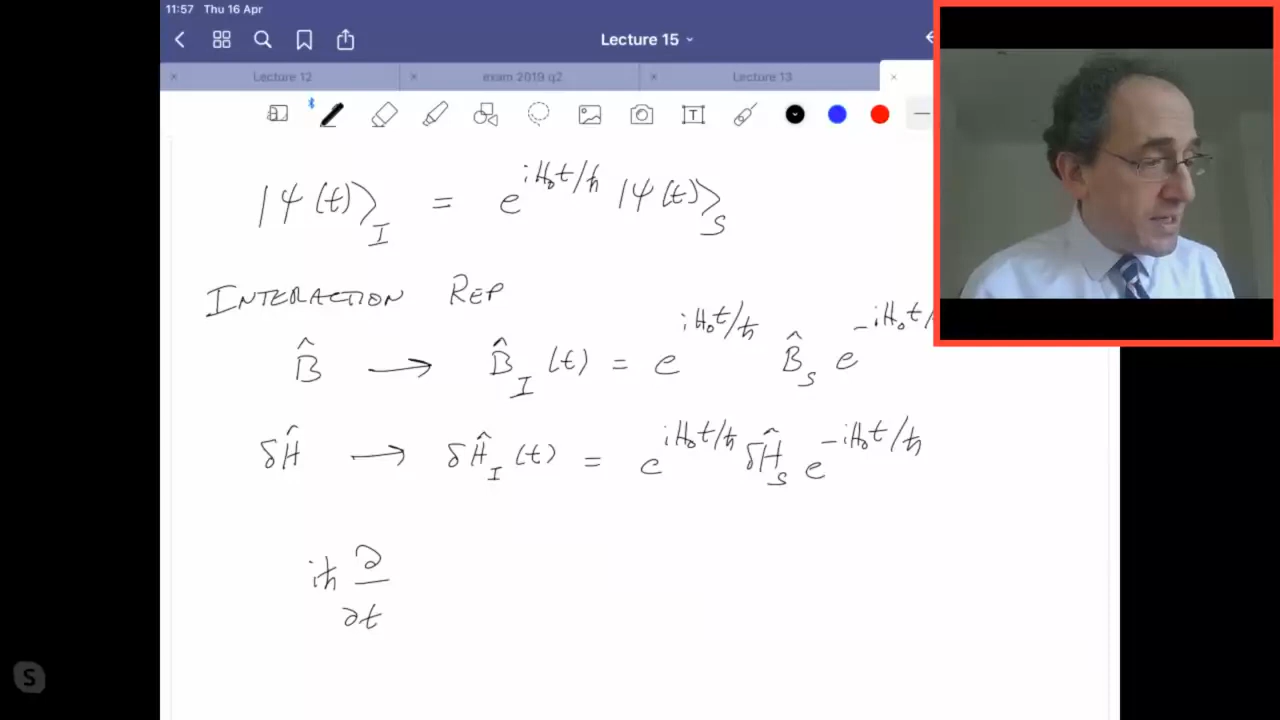 11:57 Thu 16 Apr
Lecture 15
Lecture 12 exam 2019 q2 Lecture 13
T
|ψ(t)⟩_I = e^{iH₀t/ħ} |ψ(t)⟩_S
INTERACTION REP
B̂ → B̂_I (t) = e^{iH₀t/ħ} B̂_S e^{-iH₀t/
δĤ → δĤ_I (t) = e^{iH₀t/ħ} δĤ_S e^{-iH₀t/ħ}
iħ ∂/∂t
S